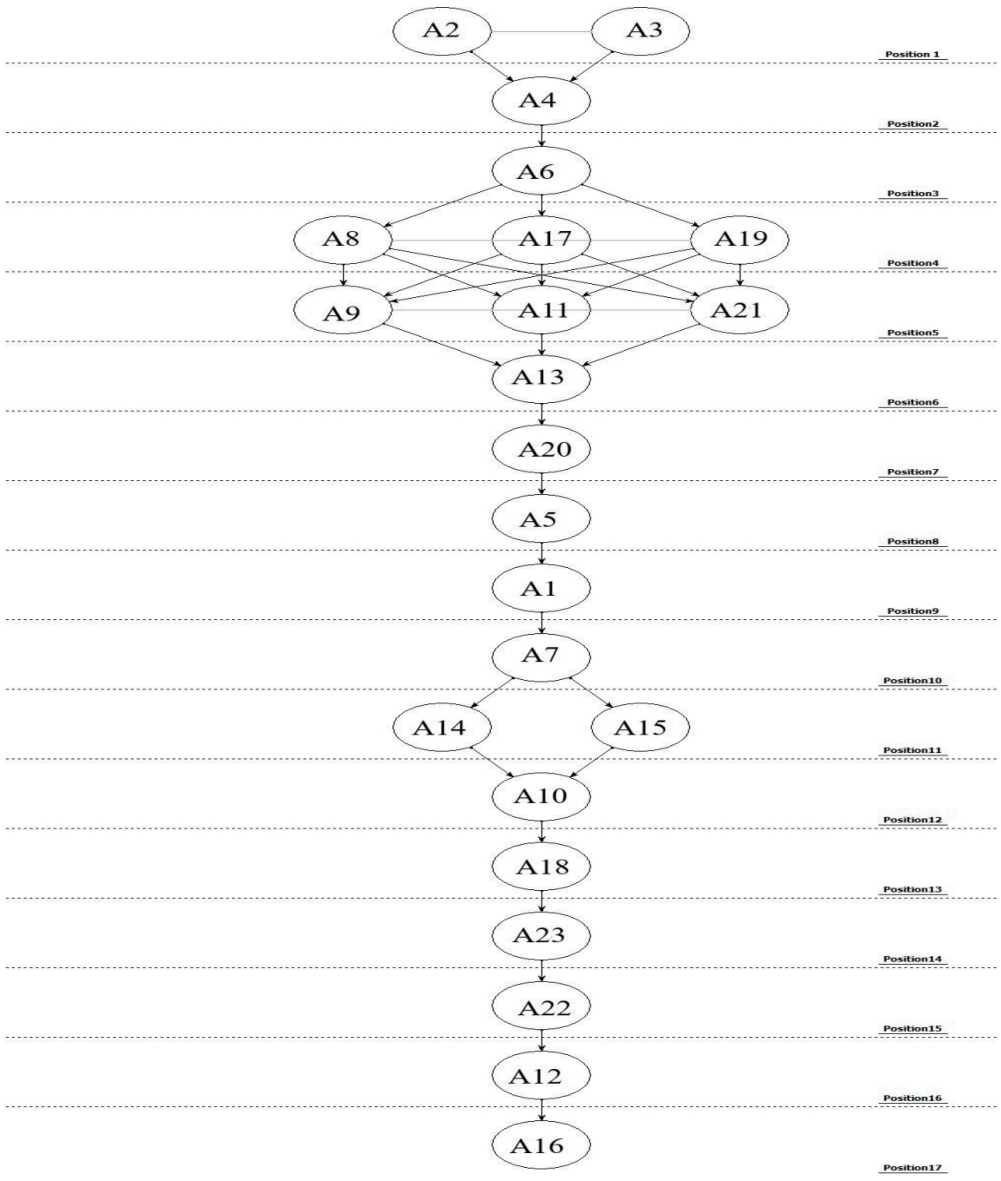 A2 A3
Position 1
A4
Position2
A6
Position3
A8 A17 A19
Position4
A9 A11 A21
Position5
A13
Position6
A20
Position7
A5
Position8
A1
Position9
A7
Position10
A14 A15
Position11
A10
Position12
A18
Position13
A23
Position14
A22
Position15
A12
Position16
A16
Position17